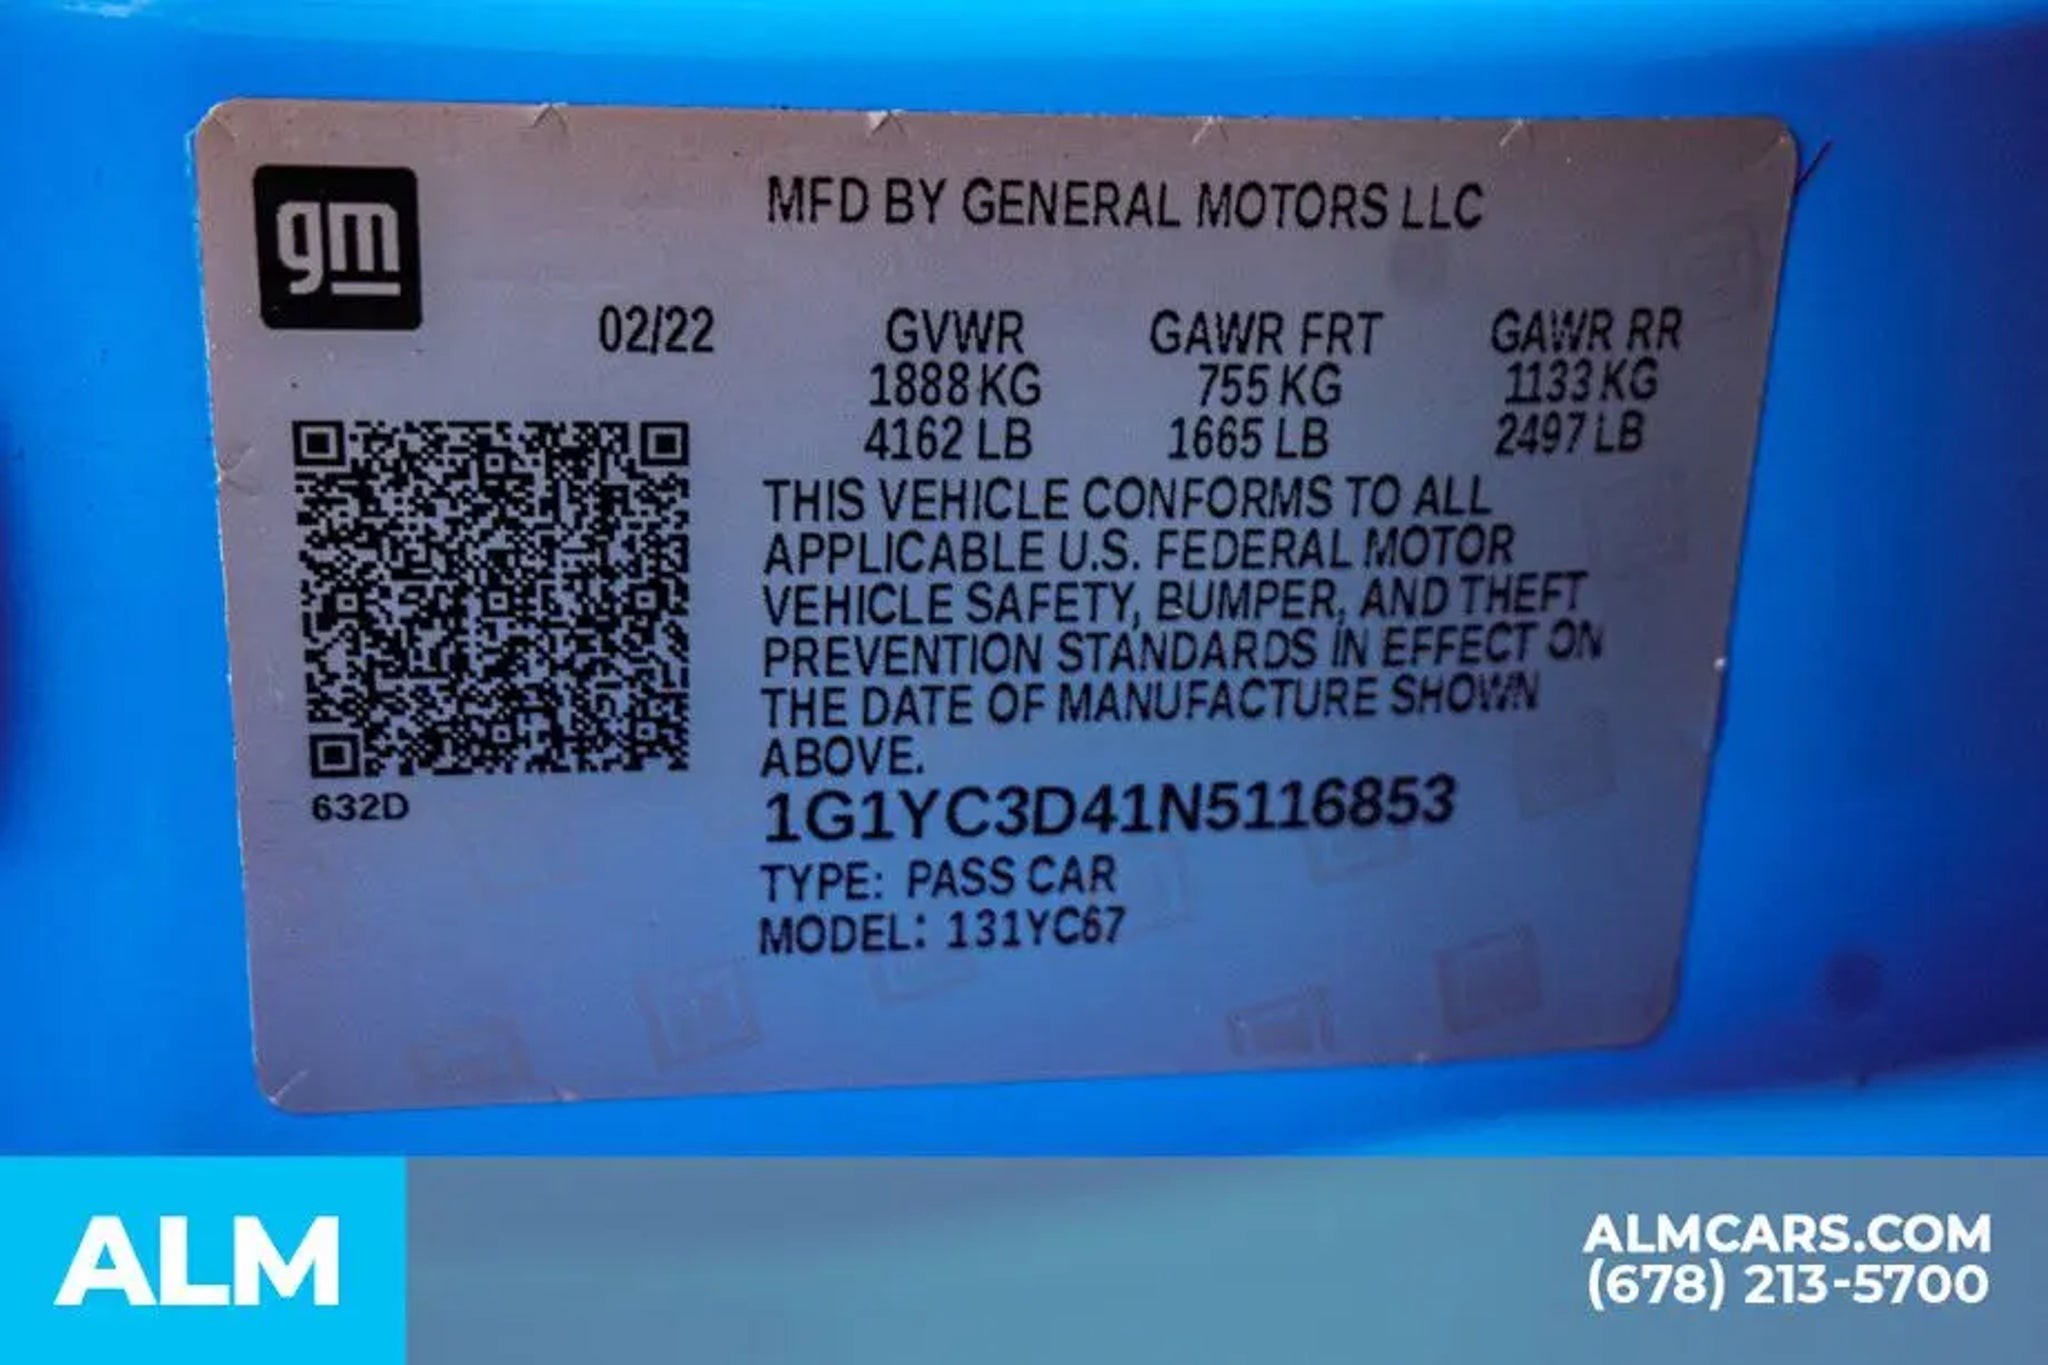 gm
MFD BY GENERAL MOTORS LLC
02/22 GVWR GAWR FRT GAWR RR
1888 KG 755 KG 1133 KG
4162 LB 1665 LB 2497 LB
THIS VEHICLE CONFORMS TO ALL
APPLICABLE U.S. FEDERAL MOTOR
VEHICLE SAFETY, BUMPER, AND THEFT
PREVENTION STANDARDS IN EFFECT ON
THE DATE OF MANUFACTURE SHOWN
ABOVE.
632D
1G1YC3D41N5116853
TYPE: PASS CAR
MODEL: 131YC67
ALM
ALMCARS.COM
(678) 213-5700